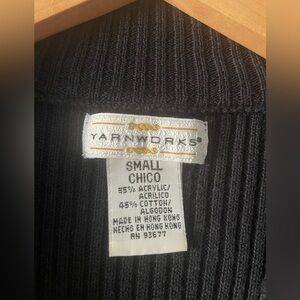 YARNWORKS®
SMALL
CHICO
55% ACRYLIC/
ACRILICO
45% COTTON/
ALGODON
MADE IN HONG KONG
HECHO EN HONG KONG
RN 93677